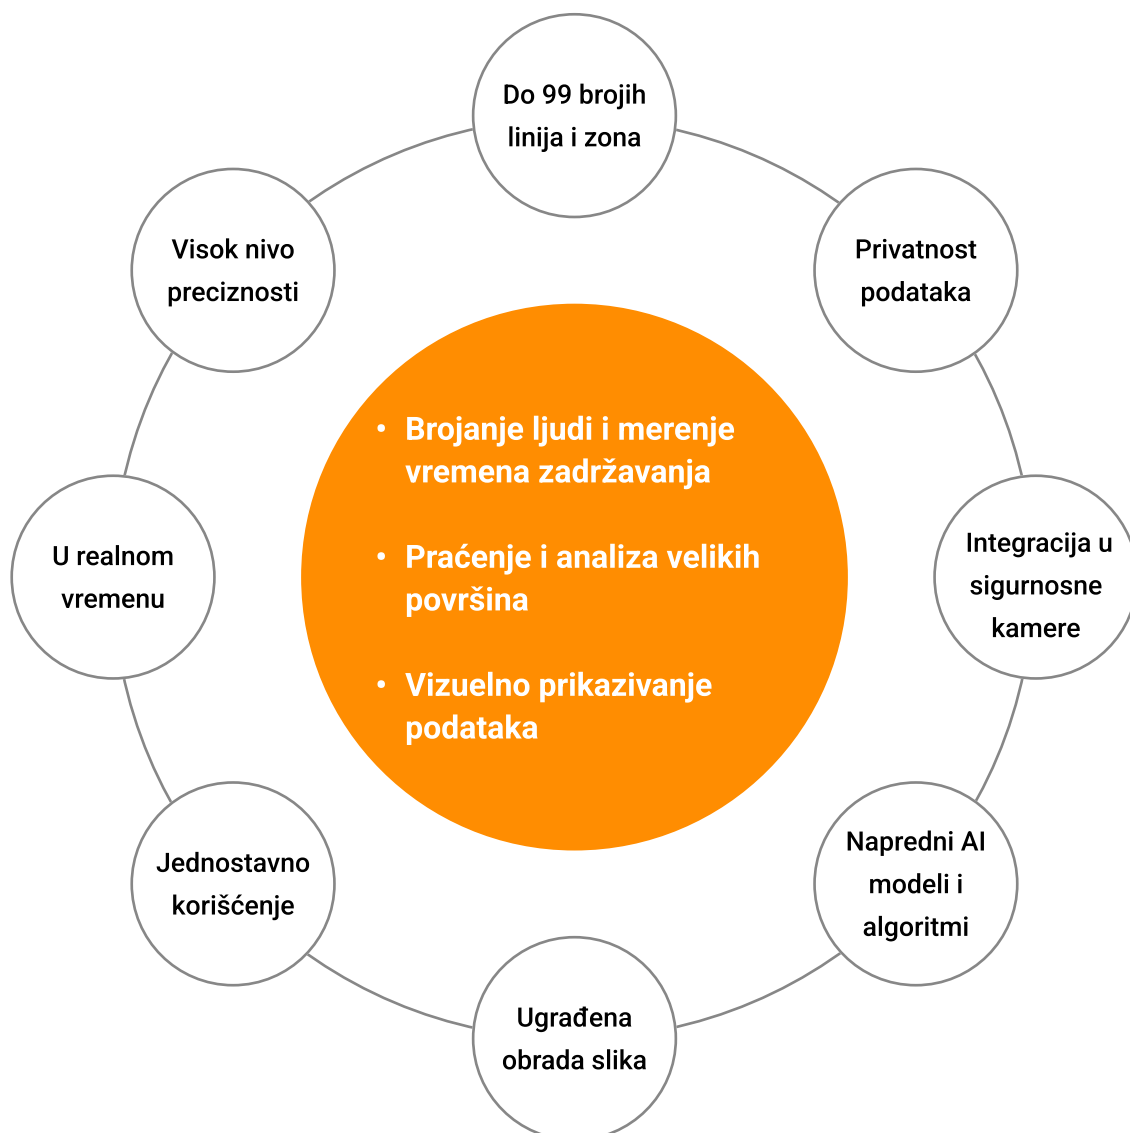 Do 99 brojih
linija i zona
Privatnost
podataka
Integracija u
sigurnosne
kamere
Napredni AI
modeli i
algoritmi
Ugrađena
obrada slika
Jednostavno
korišćenje
U realnom
vremenu
Visok nivo
preciznosti
• Brojanje ljudi i merenje
vremena zadržavanja
• Praćenje i analiza velikih
površina
• Vizuelno prikazivanje
podataka